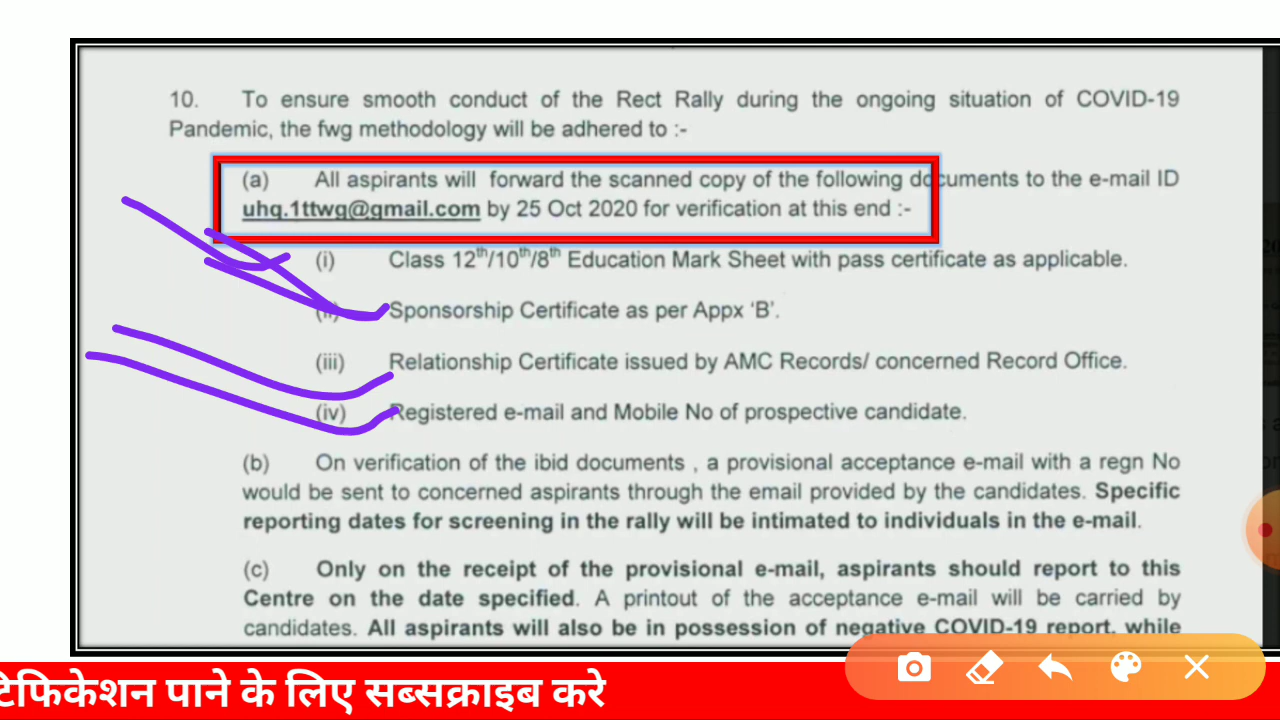 10. To ensure smooth conduct of the Rect Rally during the ongoing situation of COVID-19
Pandemic, the fwg methodology will be adhered to :-
(a) All aspirants will forward the scanned copy of the following documents to the e-mail ID
uhq.1ttwg@gmail.com by 25 Oct 2020 for verification at this end :-
(i) Class 12th/10th/8th Education Mark Sheet with pass certificate as applicable.
(ii) Sponsorship Certificate as per Appx ‘B’.
(iii) Relationship Certificate issued by AMC Records/ concerned Record Office.
(iv) Registered e-mail and Mobile No of prospective candidate.
(b) On verification of the ibid documents , a provisional acceptance e-mail with a regn No
would be sent to concerned aspirants through the email provided by the candidates. Specific
reporting dates for screening in the rally will be intimated to individuals in the e-mail.
(c) Only on the receipt of the provisional e-mail, aspirants should report to this
Centre on the date specified. A printout of the acceptance e-mail will be carried by
candidates. All aspirants will also be in possession of negative COVID-19 report, while
टिफिकेशन पाने के लिए सब्सक्राइब करे